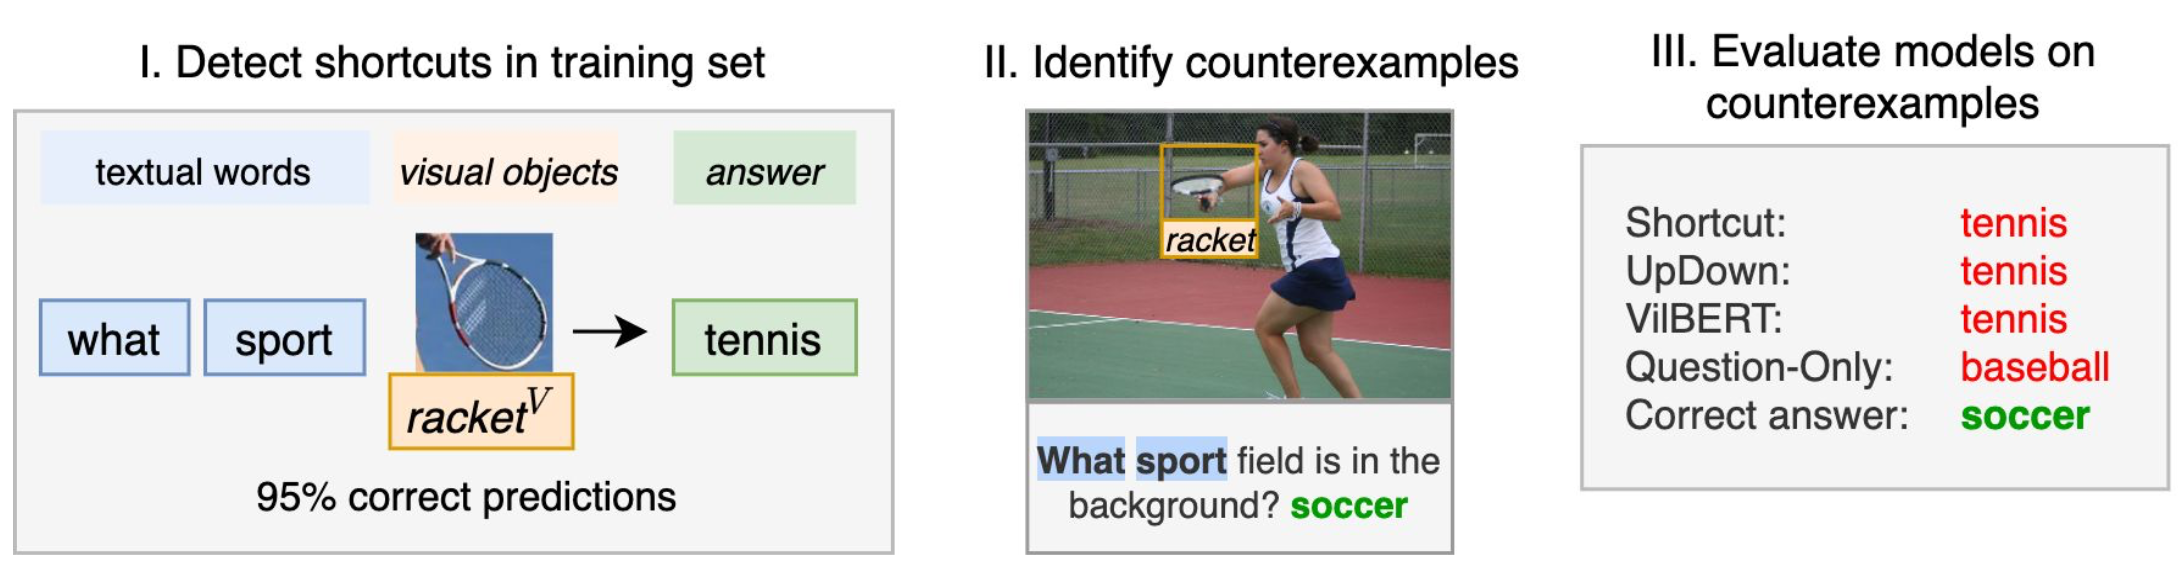 I. Detect shortcuts in training set
textual words
visual objects
answer
what
sport
racket^V
tennis
95% correct predictions
II. Identify counterexamples
racket
What sport field is in the
background? soccer
III. Evaluate models on
counterexamples
Shortcut: tennis
UpDown: tennis
VilBERT: tennis
Question-Only: baseball
Correct answer: soccer